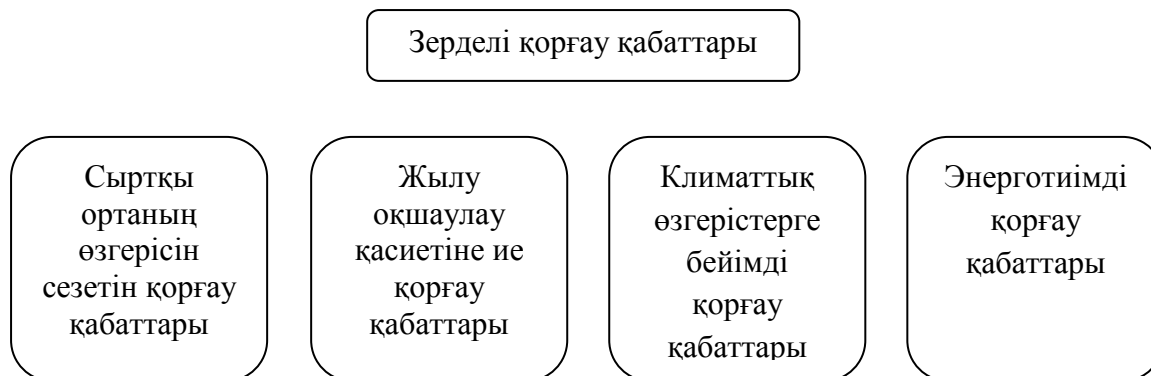 Зерделі қорғау қабаттары
Сыртқы
ортаның
өзгерісін
сезетін қорғау
қабаттары
Жылу
оқшаулау
қасиетіне ие
қорғау
қабаттары
Климаттық
өзгерістерге
бейімді
қорғау
қабаттары
Энерготиімді
қорғау
қабаттары